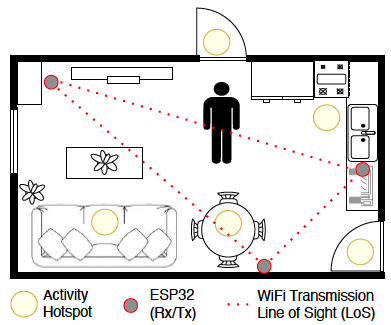 Activity
Hotspot
ESP32
(Rx/Tx)
WiFi Transmission
Line of Sight (LoS)